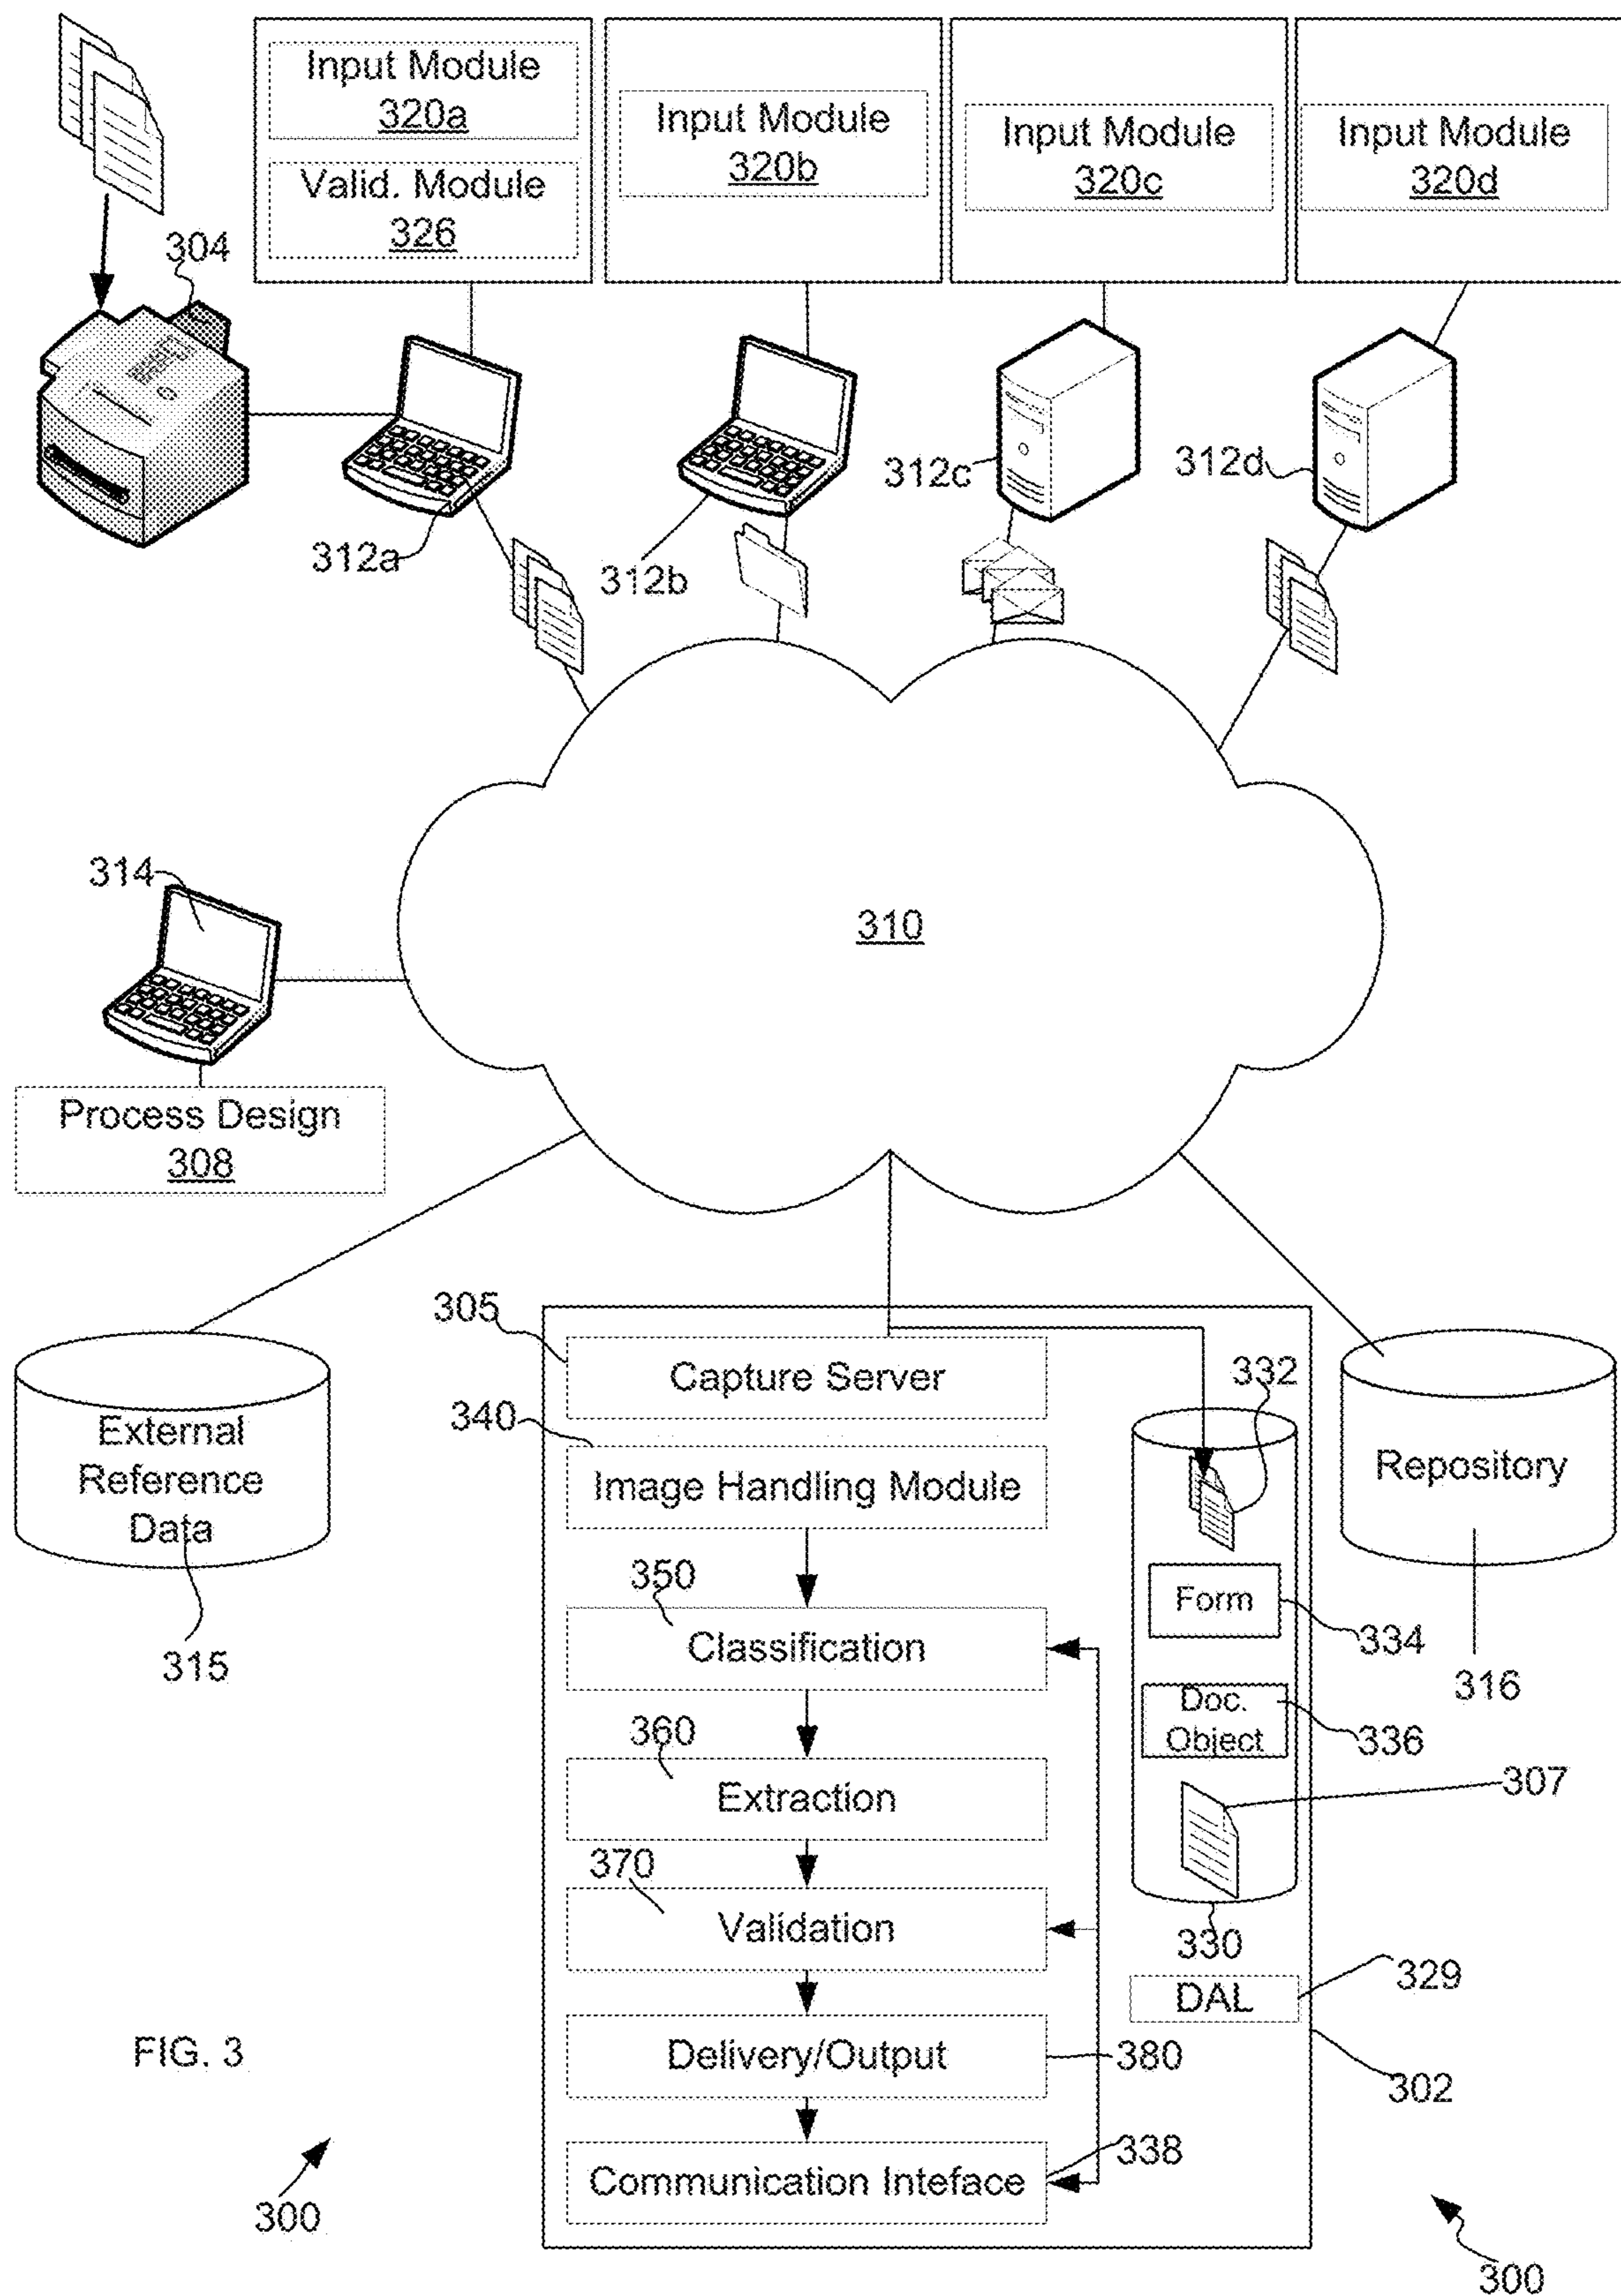 Input Module
320a
Valid. Module
326
Input Module
320b
Input Module
320c
Input Module
320d
304
312a
312b
312c
312d
310
314
Process Design
308
305
Capture Server
340
Image Handling Module
350
Classification
360
Extraction
370
Validation
Delivery/Output
380
Communication Inteface
338
External
Reference
Data
315
332
Form
334
Doc.
Object
336
307
330
DAL
329
302
Repository
316
FIG. 3
300
300